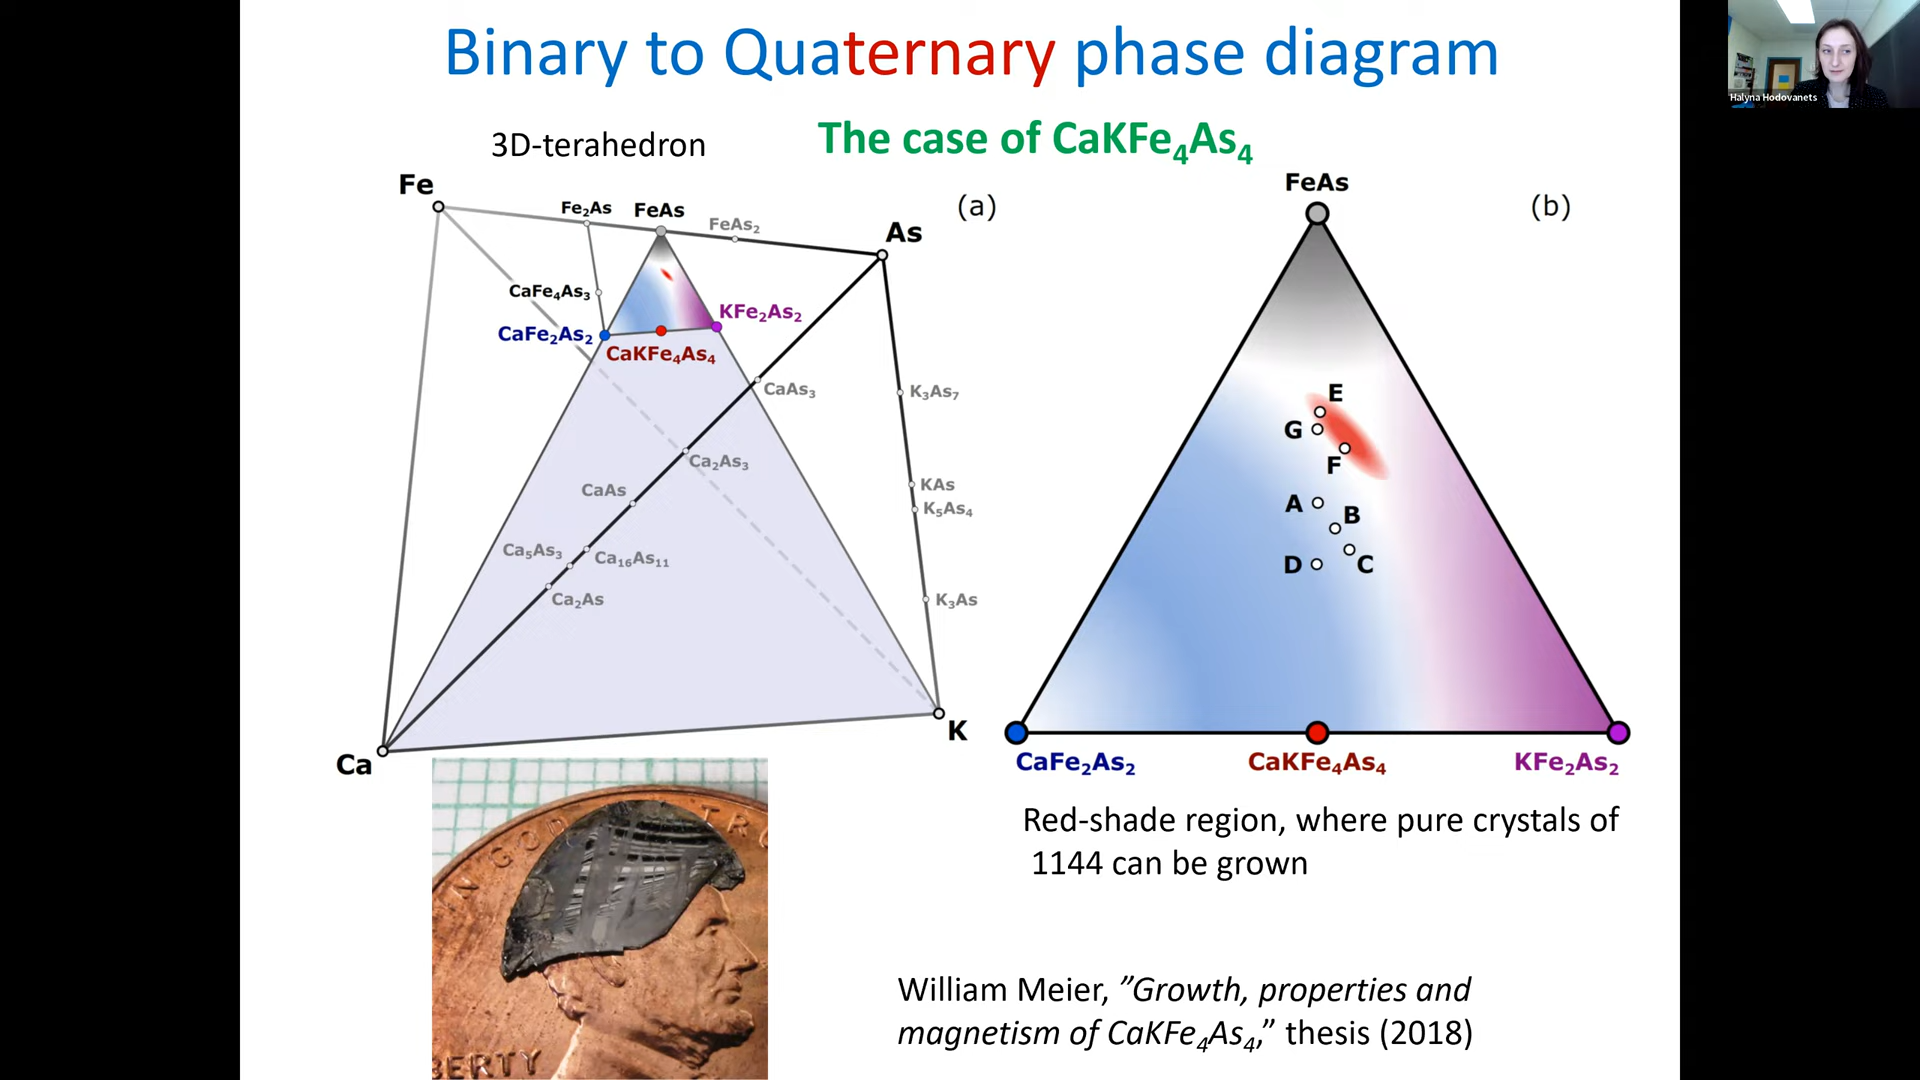 Binary to Quaternary phase diagram
Halyna Hodovanets
3D-terahedron
The case of CaKFe₄As₄
Fe
Fe₂As
FeAs
FeAs₂
As
(a)
CaFe₄As₃
CaFe₂As₂
KFe₂As₂
CaKFe₄As₄
CaAs₃
K₃As₇
Ca₂As₃
CaAs
KAs
K₅As₄
Ca₅As₃
Ca₁₆As₁₁
Ca₂As
K₃As
K
Ca
FeAs
(b)
E
G
F
A
B
D
C
CaFe₂As₂
CaKFe₄As₄
KFe₂As₂
Red-shade region, where pure crystals of
1144 can be grown
William Meier, ”Growth, properties and
magnetism of CaKFe₄As₄,” thesis (2018)
N GOD
TR
BERTY